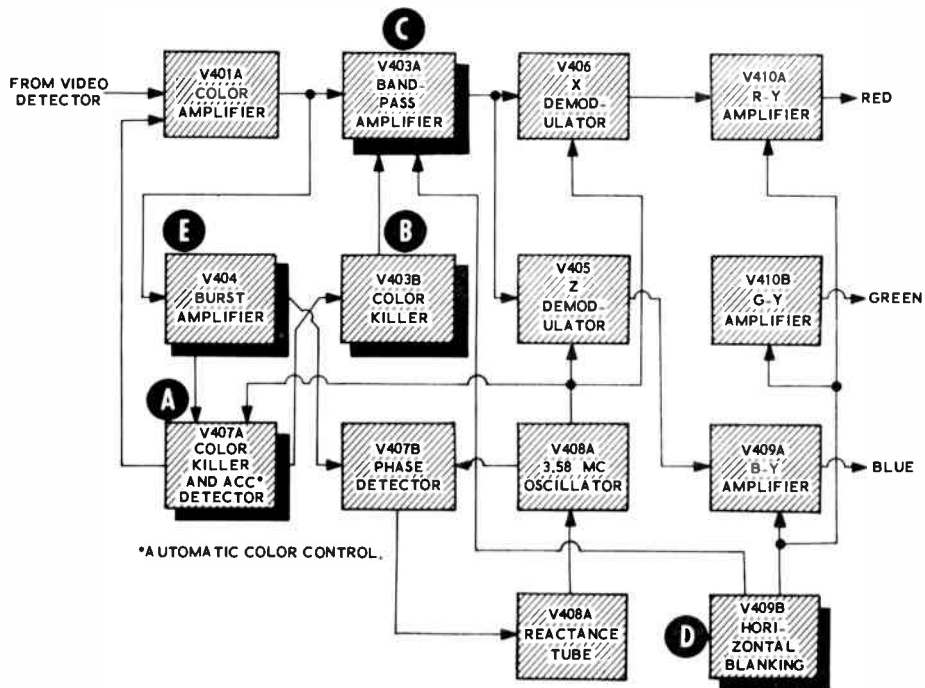 C
FROM VIDEO
DETECTOR
V401A
COLOR
AMPLIFIER
V403A
BAND-
PASS
AMPLIFIER
V406
X
DEMOD-
ULATOR
V410A
R-Y
AMPLIFIER
RED
E
V404
BURST
AMPLIFIER
B
V403B
COLOR
KILLER
V405
Z
DEMOD-
ULATOR
V410B
G-Y
AMPLIFIER
GREEN
A
V407A
COLOR
KILLER
AND ACC*
DETECTOR
V407B
PHASE
DETECTOR
V408A
3.58 MC
OSCILLATOR
V409A
B-Y
AMPLIFIER
BLUE
*AUTOMATIC COLOR CONTROL.
V408A
REACTANCE
TUBE
D
V409B
HORI-
ZONTAL
BLANKING